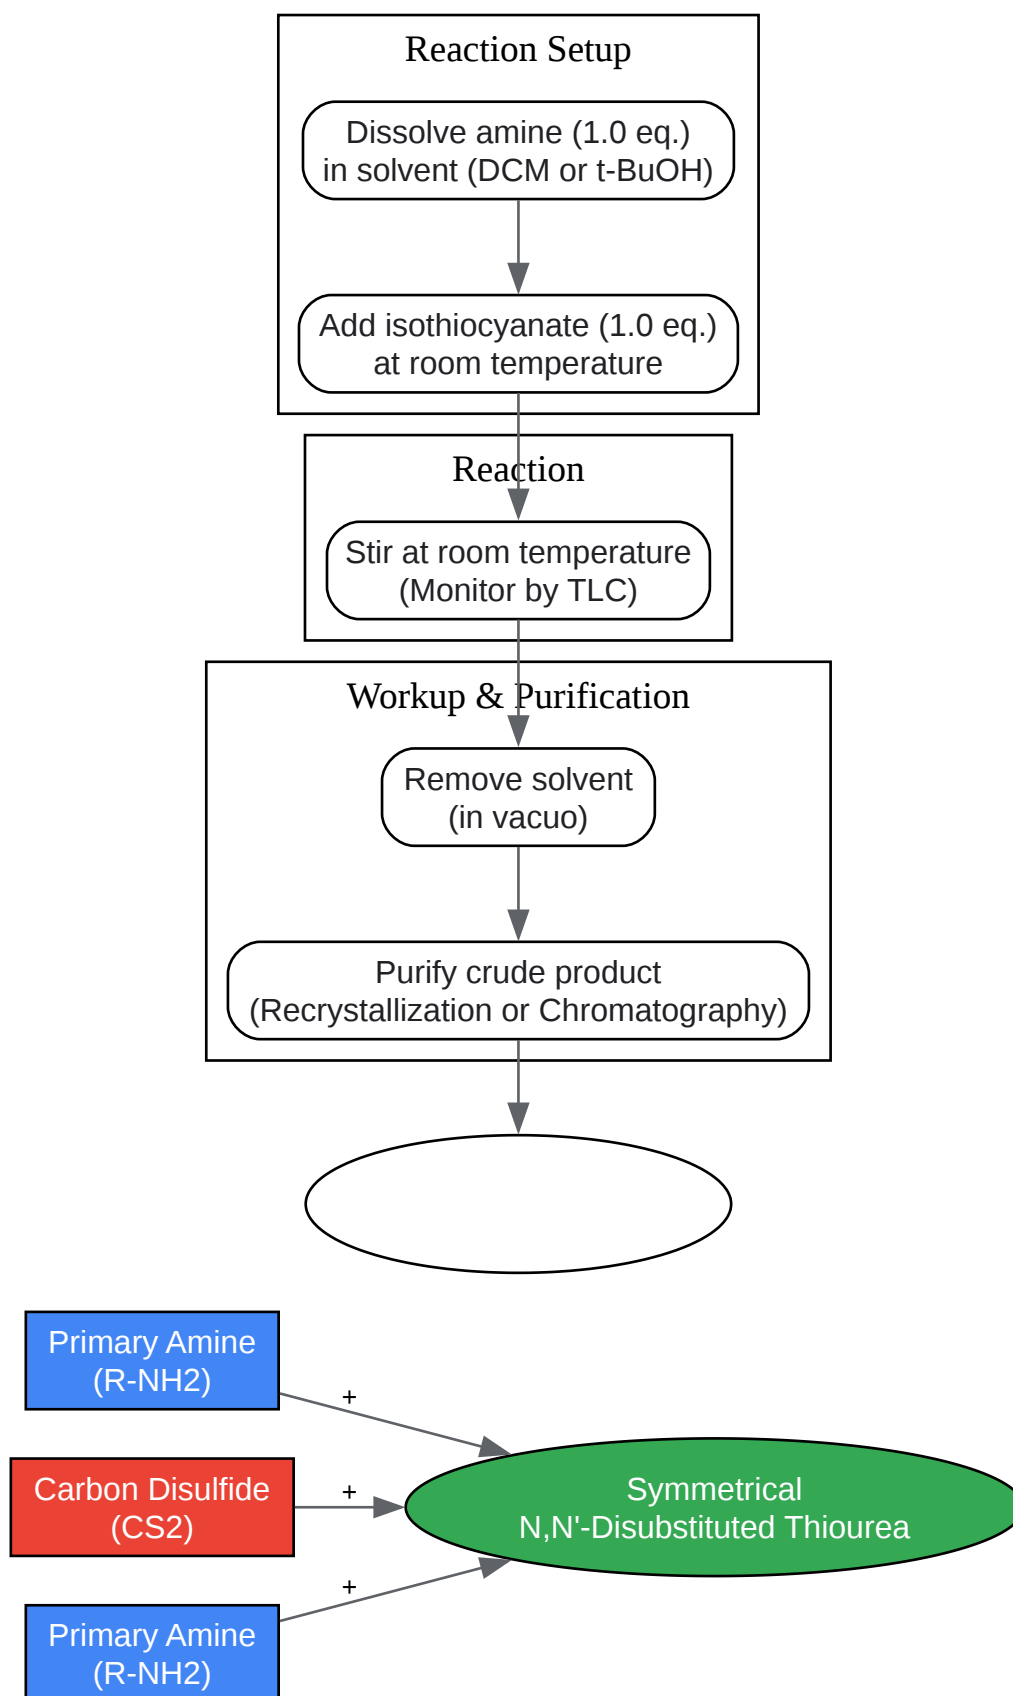 Reaction Setup
Dissolve amine (1.0 eq.)
in solvent (DCM or t-BuOH)
Add isothiocyanate (1.0 eq.)
at room temperature
Reaction
Stir at room temperature
(Monitor by TLC)
Workup & Purification
Remove solvent
(in vacuo)
Purify crude product
(Recrystallization or Chromatography)
Primary Amine
(R-NH2)
+
Carbon Disulfide
(CS2)
+
Symmetrical
N,N'-Disubstituted Thiourea
+
Primary Amine
(R-NH2)